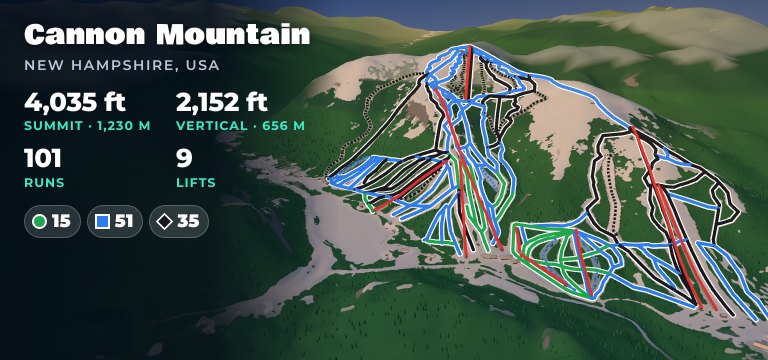 Cannon Mountain
NEW HAMPSHIRE, USA
4,035 ft 2,152 ft
SUMMIT · 1,230 M VERTICAL · 656 M
101 9
RUNS LIFTS
15 51 35